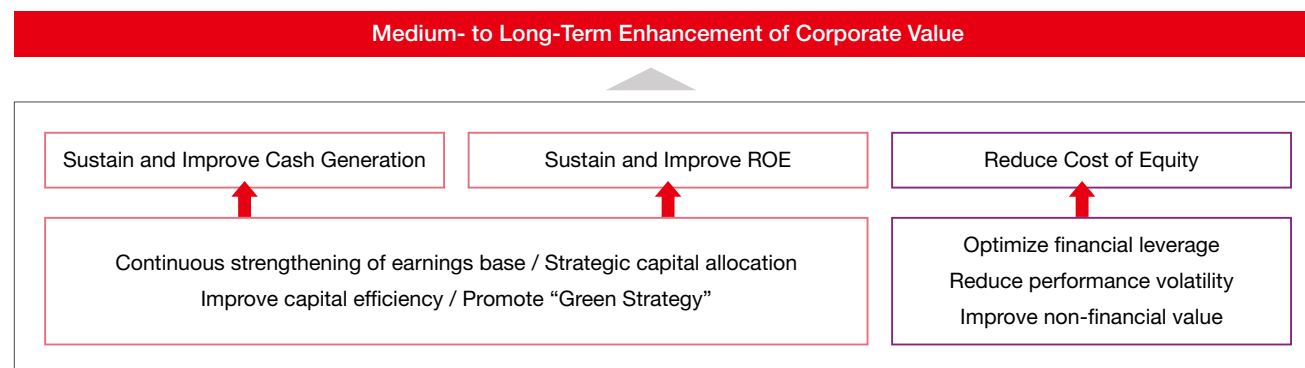 Medium- to Long-Term Enhancement of Corporate Value
Sustain and Improve Cash Generation
Sustain and Improve ROE
Reduce Cost of Equity
Continuous strengthening of earnings base / Strategic capital allocation
Improve capital efficiency / Promote “Green Strategy”
Optimize financial leverage
Reduce performance volatility
Improve non-financial value